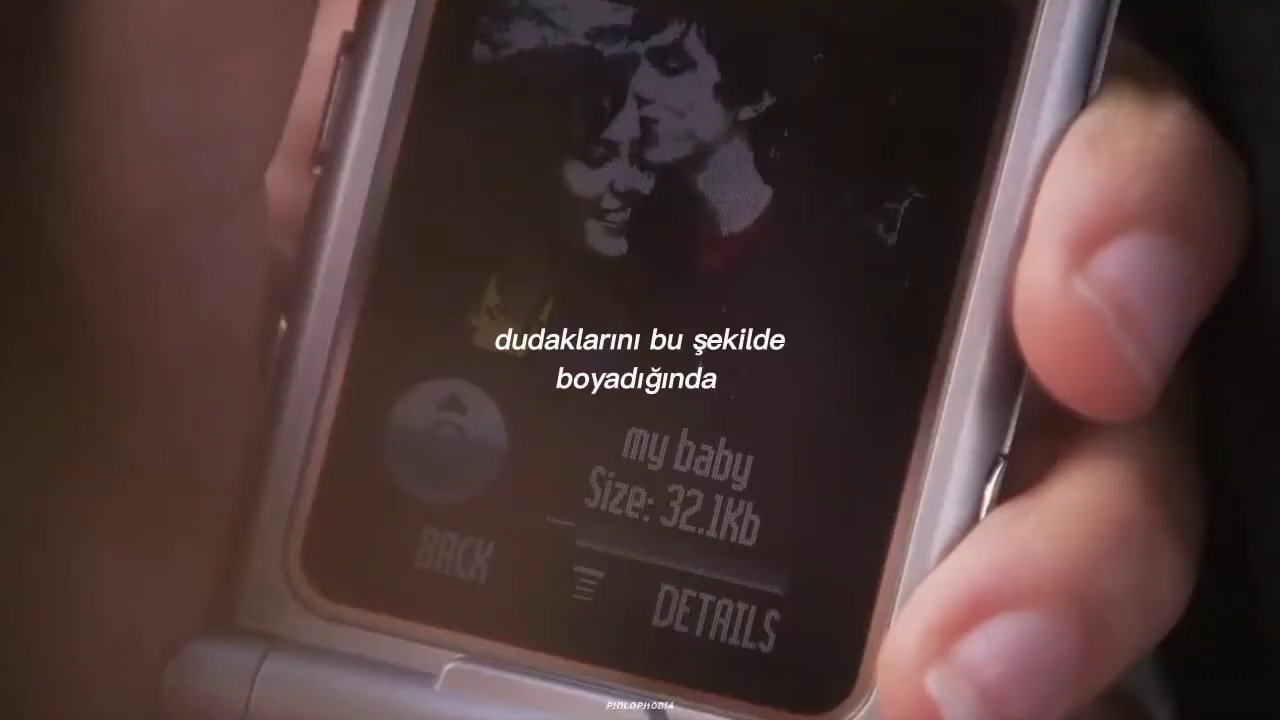 dudaklarını bu şekilde
boyadığında
my baby
Size: 32.1Kb
BACK
DETAILS
PHILOPHOBIA